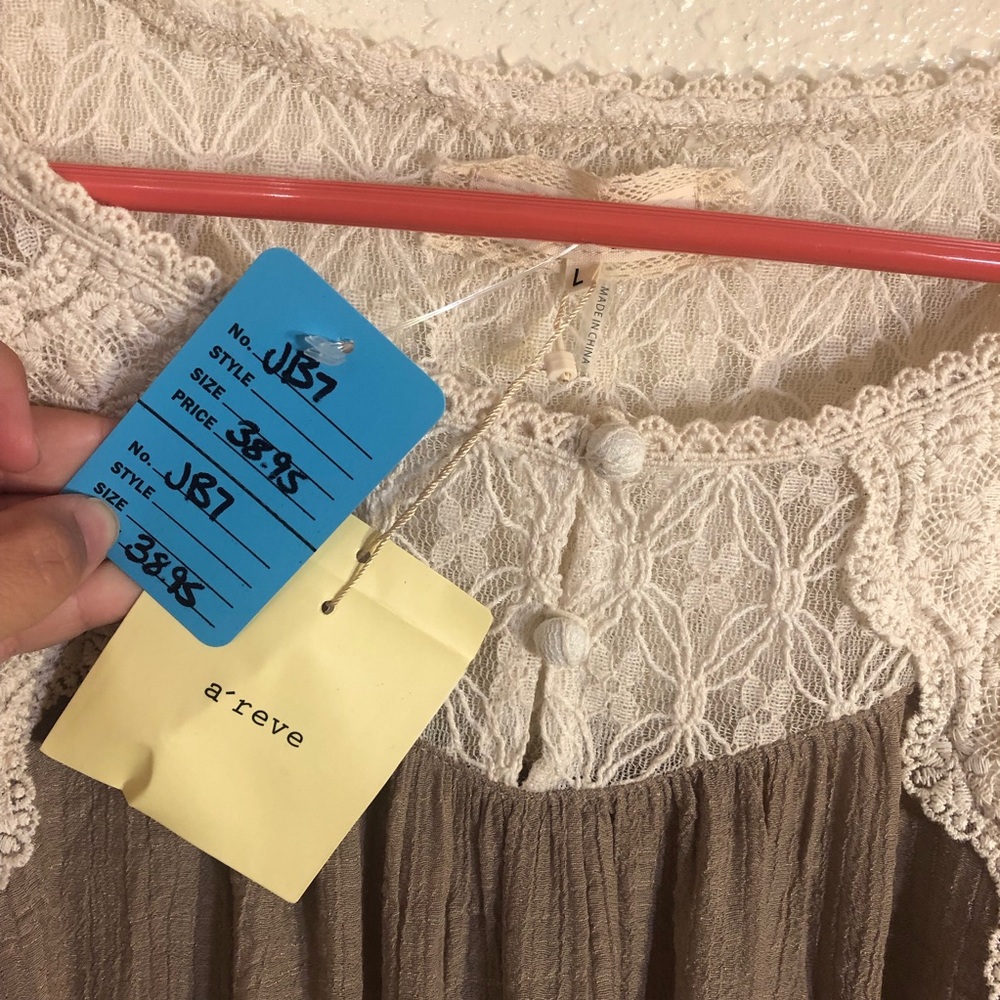 No. JB7
STYLE
SIZE
PRICE 38.95
No. JB7
STYLE
SIZE
38.95
a'reve
L
MADE IN CHINA